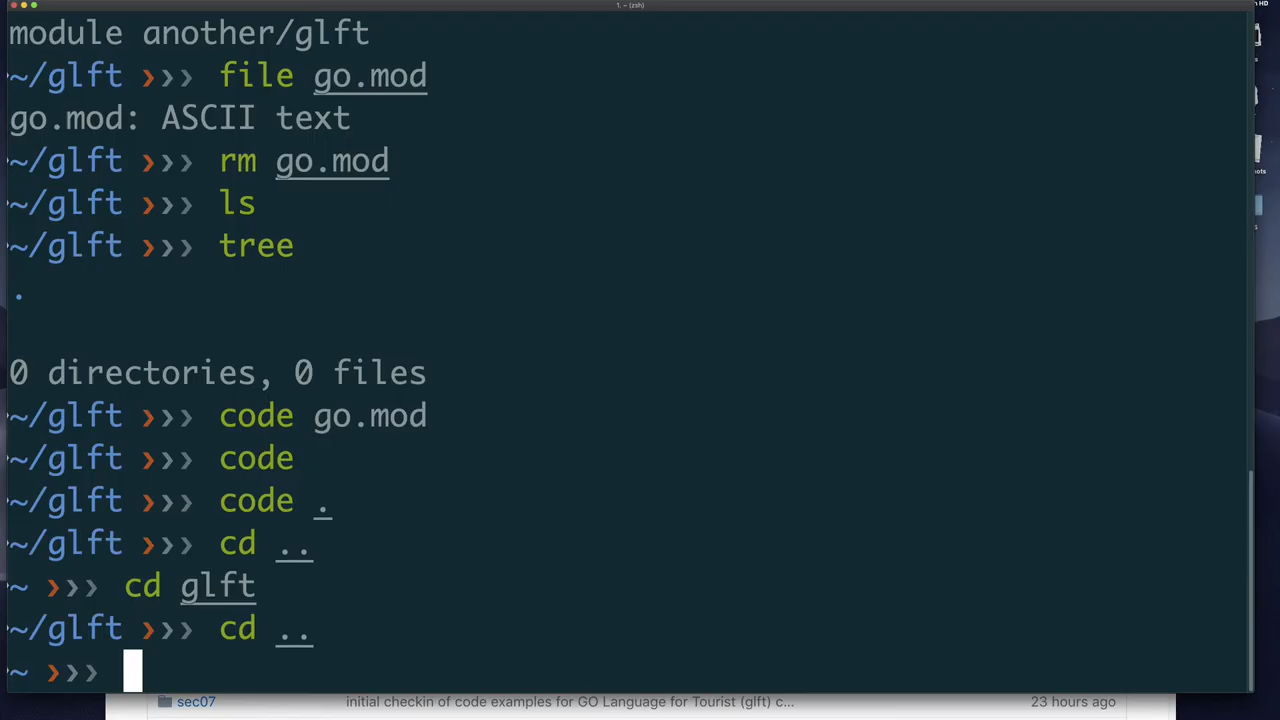 1. ~ (zsh)
module another/glft
~/glft ❯❯❯ file go.mod
go.mod: ASCII text
~/glft ❯❯❯ rm go.mod
~/glft ❯❯❯ ls
~/glft ❯❯❯ tree
.
0 directories, 0 files
~/glft ❯❯❯ code go.mod
~/glft ❯❯❯ code
~/glft ❯❯❯ code .
~/glft ❯❯❯ cd ..
~ ❯❯❯ cd glft
~/glft ❯❯❯ cd ..
~ ❯❯❯
sec07 initial checkin of code examples for GO Language for Tourist (glft) c... 23 hours ago